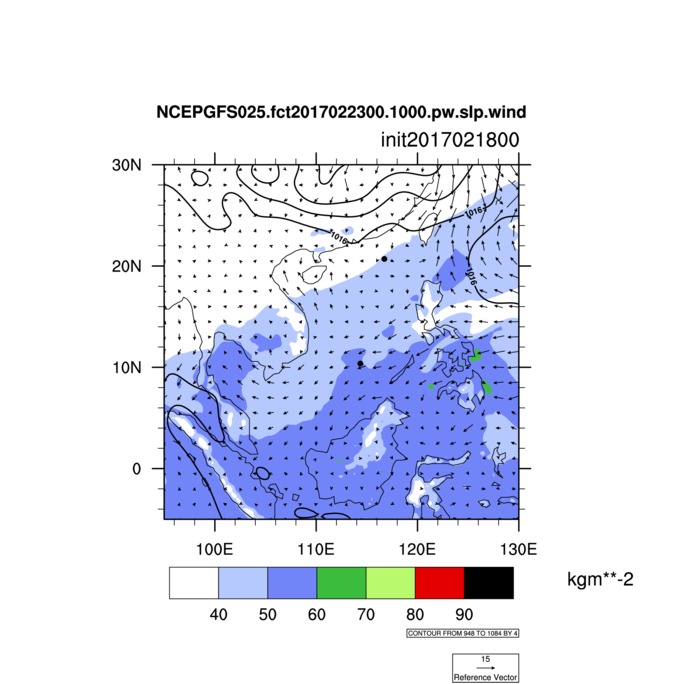 NCEPGFS025.fct2017022300.1000.pw.slp.wind
init2017021800
30N
1016
1016
20N
1016
10N
0
100E 110E 120E 130E
kgm**-2
40 50 60 70 80 90
CONTOUR FROM 948 TO 1084 BY 4
15
Reference Vector